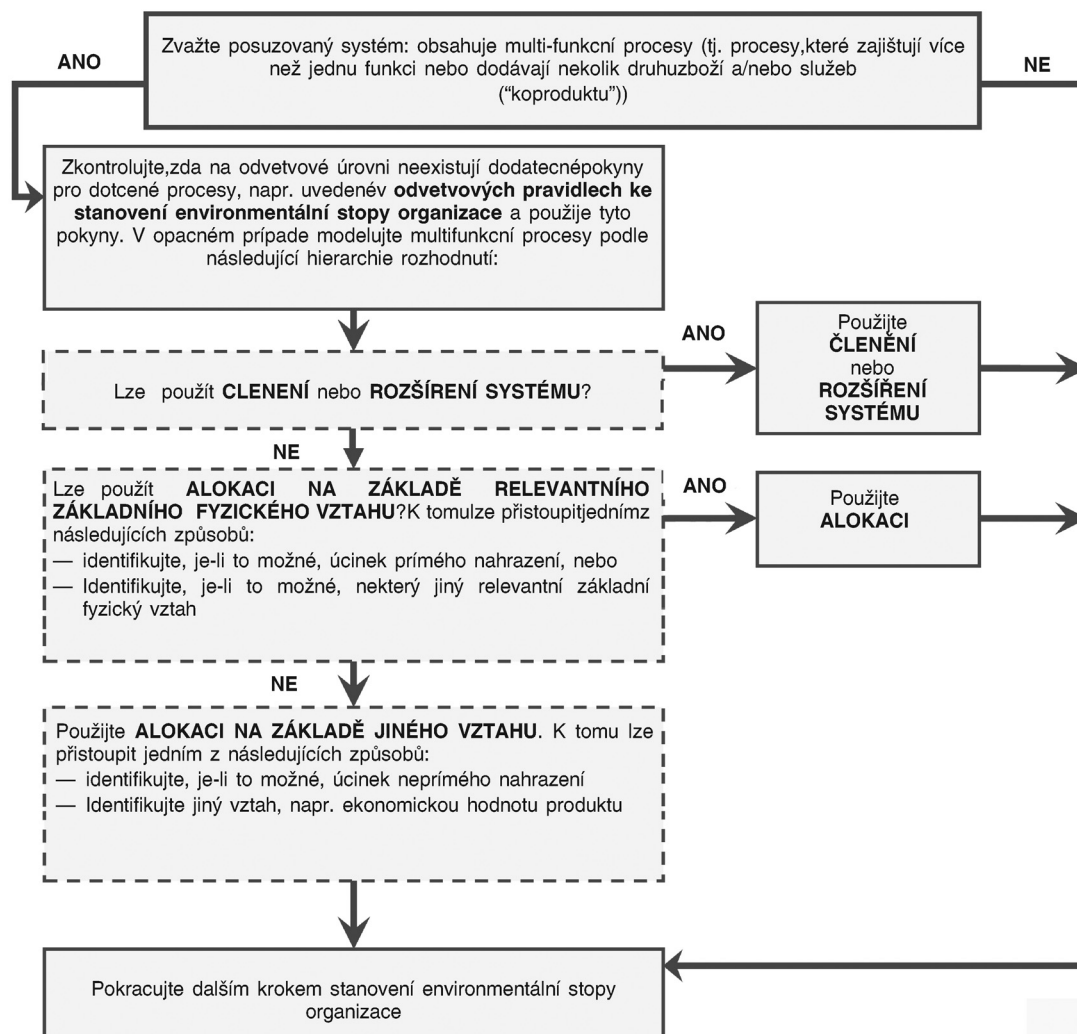 Zvažte posuzovaný systém: obsahuje multi-funkcní procesy (tj. procesy,které zajištují více
než jednu funkci nebo dodávají nekolik druhuzboží a/nebo služeb
(“koproduktu”))
ANO
NE
Zkontrolujte,zda na odvetvové úrovni neexistují dodatecnépokyny
pro dotcené procesy, napr. uvedenév odvetvových pravidlech ke
stanovení environmentální stopy organizace a použije tyto
pokyny. V opacném prípade modelujte multifunkcní procesy podle
následující hierarchie rozhodnutí:
Lze použít CLENENÍ nebo ROZŠÍRENÍ SYSTÉMU?
ANO
Použijte
ČLENĚNÍ
nebo
ROZŠÍŘENÍ
SYSTÉMU
NE
Lze použít ALOKACI NA ZÁKLADĚ RELEVANTNÍHO
ZÁKLADNÍHO FYZICKÉHO VZTAHU?K tomulze přistoupitjednímz
následujících způsobů:
— identifikujte, je-li to možné, úcinek prímého nahrazení, nebo
— Identifikujte, je-li to možné, nekterý jiný relevantní základní
fyzický vztah
ANO
Použijte
ALOKACI
NE
Použijte ALOKACI NA ZÁKLADĚ JINÉHO VZTAHU. K tomu lze
přistoupit jedním z následujících způsobů:
— identifikujte, je-li to možné, úcinek neprímého nahrazení
— Identifikujte jiný vztah, napr. ekonomickou hodnotu produktu
Pokracujte dalším krokem stanovení environmentální stopy
organizace